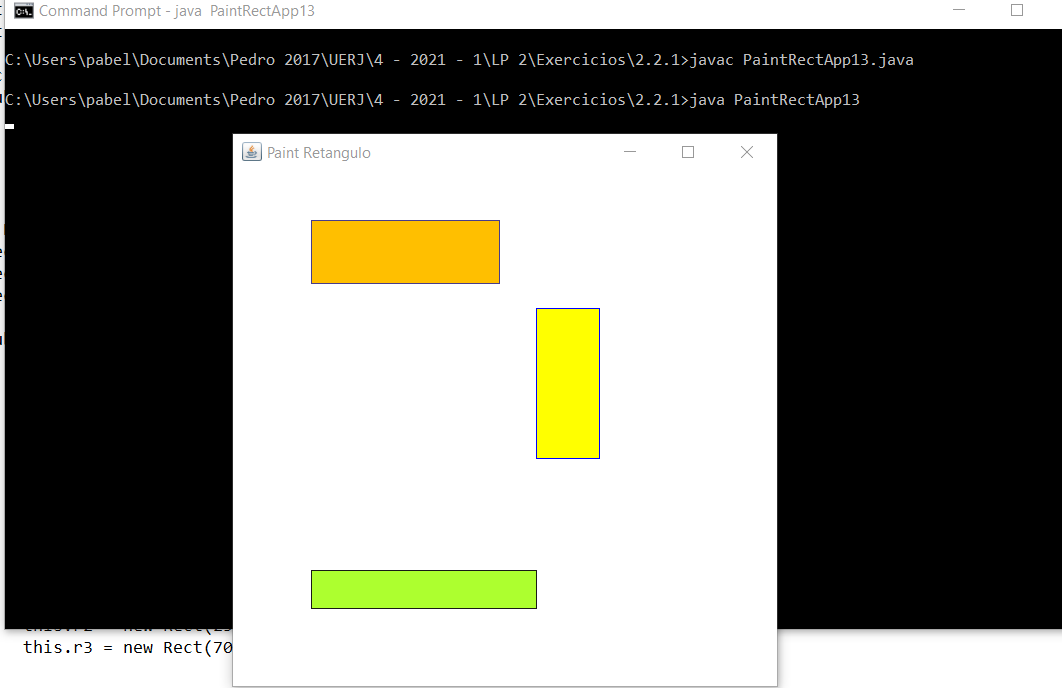 Command Prompt - java  PaintRectApp13
C:\Users\pabel\Documents\Pedro 2017\UERJ\4 - 2021 - 1\LP 2\Exercicios\2.2.1>javac PaintRectApp13.java
C:\Users\pabel\Documents\Pedro 2017\UERJ\4 - 2021 - 1\LP 2\Exercicios\2.2.1>java PaintRectApp13
Paint Retangulo
this.r3 = new Rect(70